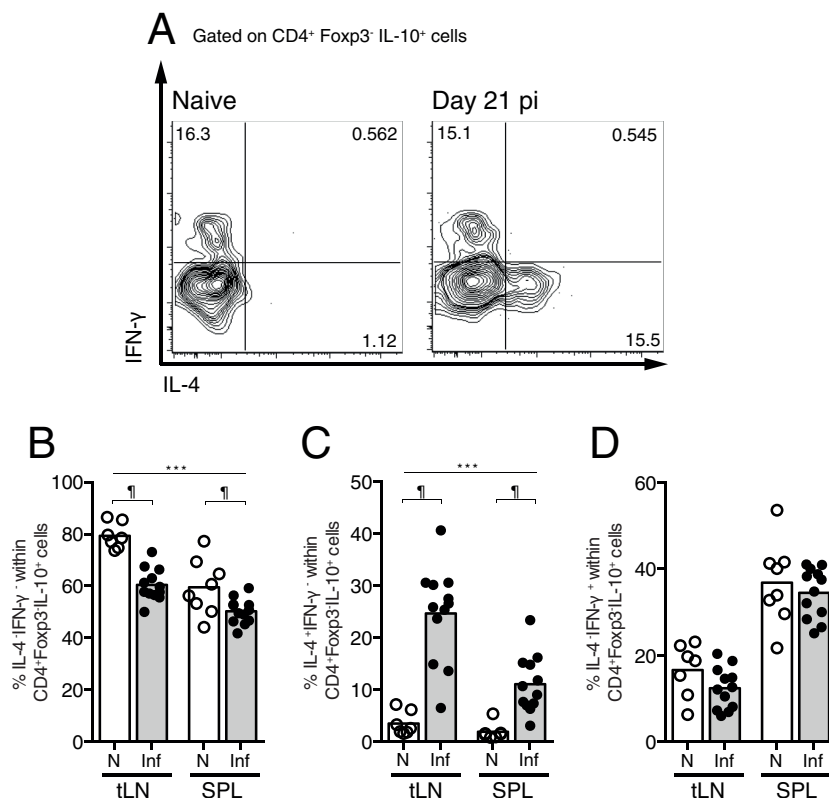 A Gated on CD4⁺ Foxp3⁻ IL-10⁺ cells
Naive
Day 21 pi
16.3
0.562
15.1
0.545
1.12
15.5
IFN-γ
IL-4
B
% IL-4⁻IFN-γ⁻ within
CD4⁺Foxp3⁻IL-10⁺ cells
100
80
60
40
20
0
***
¶
¶
N
Inf
N
Inf
tLN
SPL
C
% IL-4⁺IFN-γ⁻ within
CD4⁺Foxp3⁻IL-10⁺ cells
50
40
30
20
10
0
***
¶
¶
N
Inf
N
Inf
tLN
SPL
D
% IL-4⁻IFN-γ⁺ within
CD4⁺Foxp3⁻IL-10⁺ cells
60
40
20
0
N
Inf
N
Inf
tLN
SPL